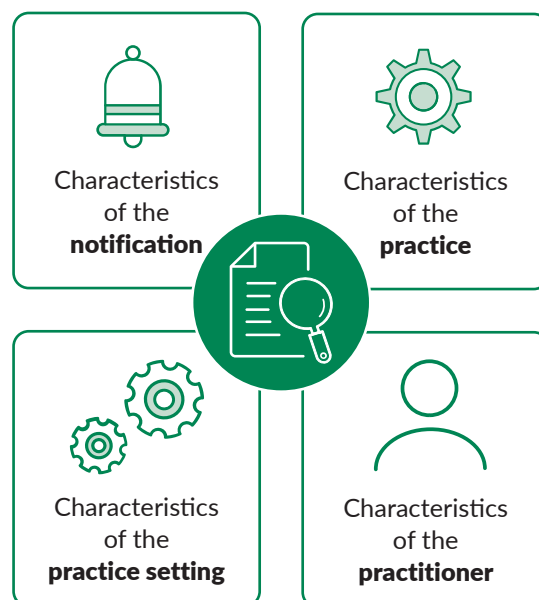 Characteristics
of the
notification
Characteristics
of the
practice
Characteristics
of the
practice setting
Characteristics
of the
practitioner